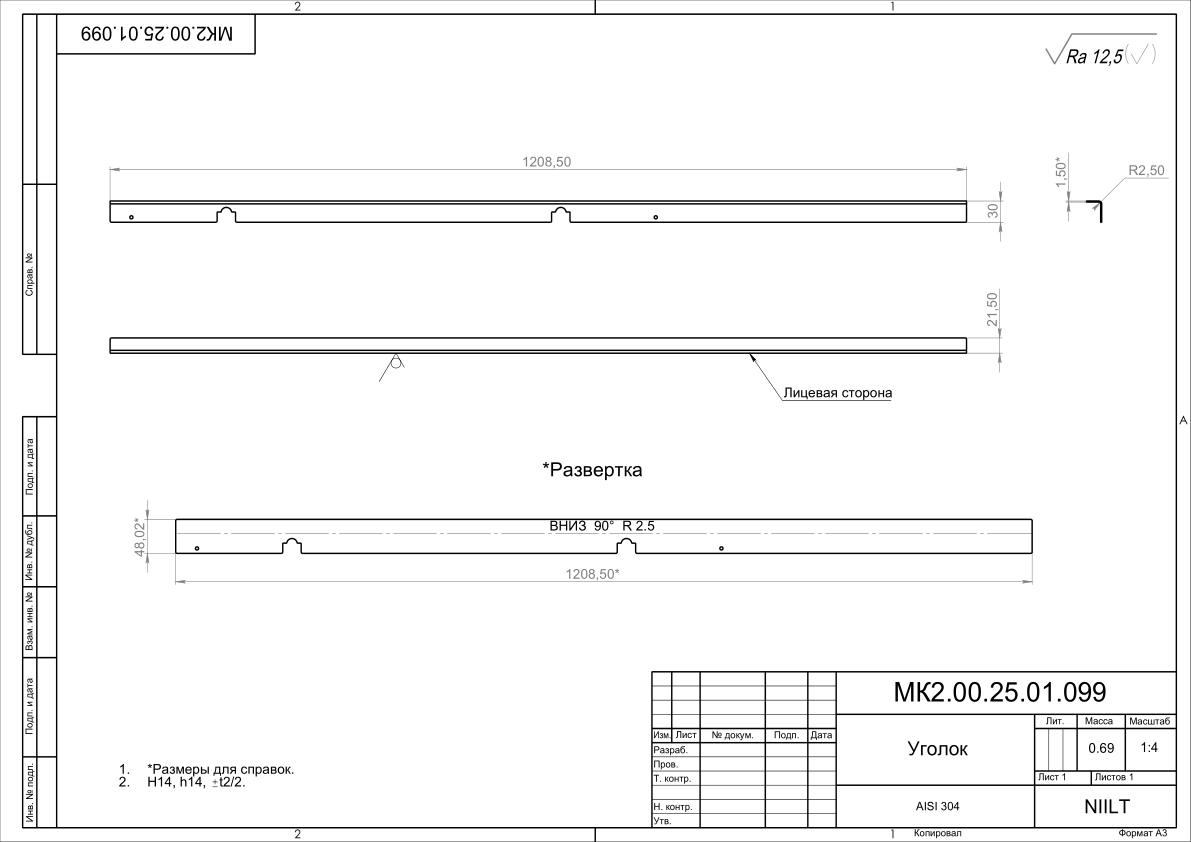 2
1
МК2.00.25.01.099
Ra 12,5
1208,50
30
1,50*
R2,50
21,50
Лицевая сторона
*Развертка
ВНИЗ 90° R 2.5
48,02*
1208,50*
Справ. №
Подп. и дата
Инв. № дубл.
Взам. инв. №
Подп. и дата
Инв. № подл.
A
1. *Размеры для справок.
2. H14, h14, ±t2/2.
МК2.00.25.01.099
Изм. Лист № докум. Подп. Дата
Разраб.
Пров.
Т. контр.
Н. контр.
Утв.
Уголок
Лит. Масса Масштаб
0.69 1:4
Лист 1 Листов 1
AISI 304
NIILT
2
1
Копировал
Формат А3